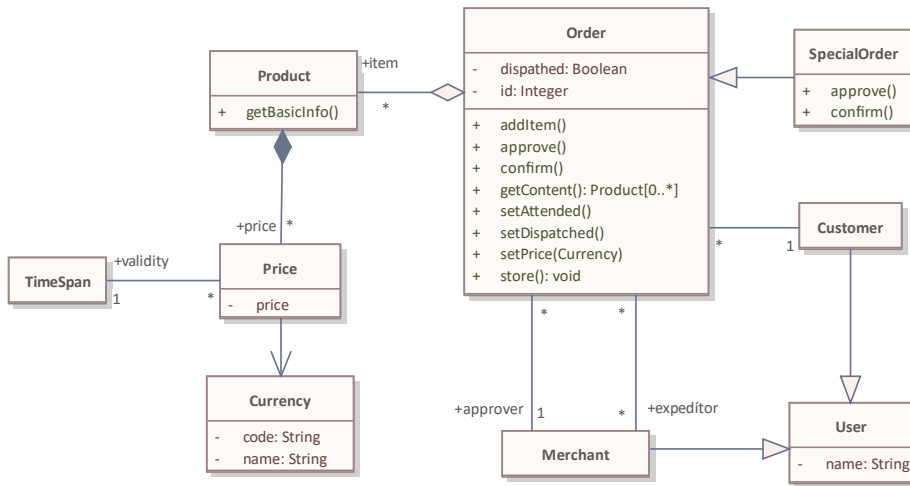 Order
- dispathed: Boolean
- id: Integer
+ addItem()
+ approve()
+ confirm()
+ getContent(): Product[0..*]
+ setAttended()
+ setDispatched()
+ setPrice(Currency)
+ store(): void
SpecialOrder
+ approve()
+ confirm()
Product
+ getBasicInfo()
+item
*
+price *
Price
- price
TimeSpan
+validity
1
*
Currency
- code: String
- name: String
Customer
*
1
*
*
+approver 1
* +expedítor
Merchant
User
- name: String